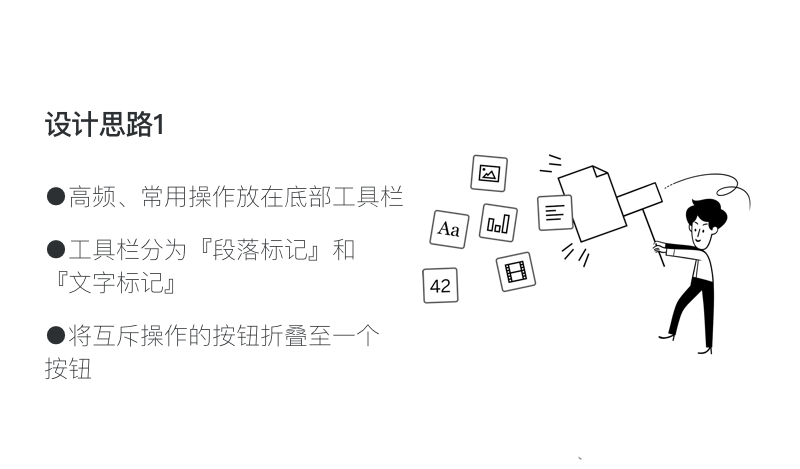 设计思路1
●高频、常用操作放在底部工具栏
●工具栏分为『段落标记』和
『文字标记』
●将互斥操作的按钮折叠至一个
按钮
Aa
42